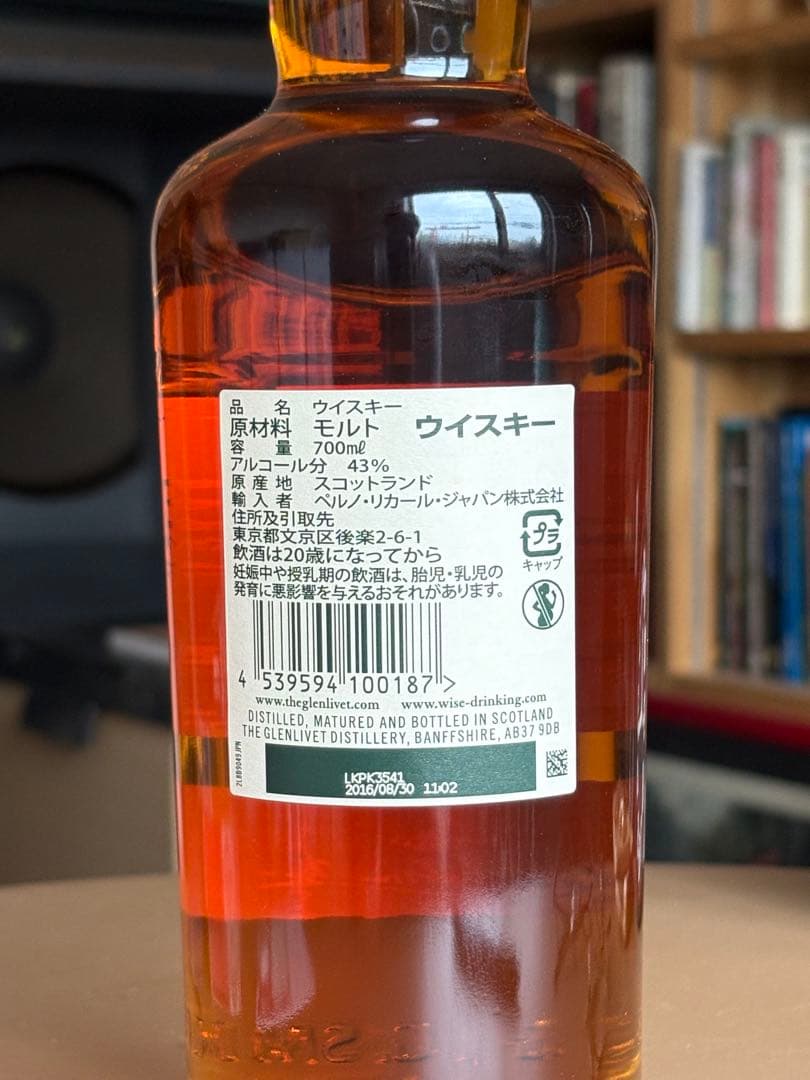 品名 ウイスキー
原材料 モルト ウイスキー
容量 700mℓ
アルコール分 43%
原産地 スコットランド
輸入者 ペルノ・リカール・ジャパン株式会社
住所及引取先
東京都文京区後楽2-6-1
飲酒は20歳になってから
妊娠中や授乳期の飲酒は、胎児・乳児の
発育に悪影響を与えるおそれがあります。
プラ
キャップ
4 539594 100187 >
www.theglenlivet.com www.wise-drinking.com
DISTILLED, MATURED AND BOTTLED IN SCOTLAND
THE GLENLIVET DISTILLERY, BANFFSHIRE, AB37 9DB
LKPK3541
2016/08/30 11:02